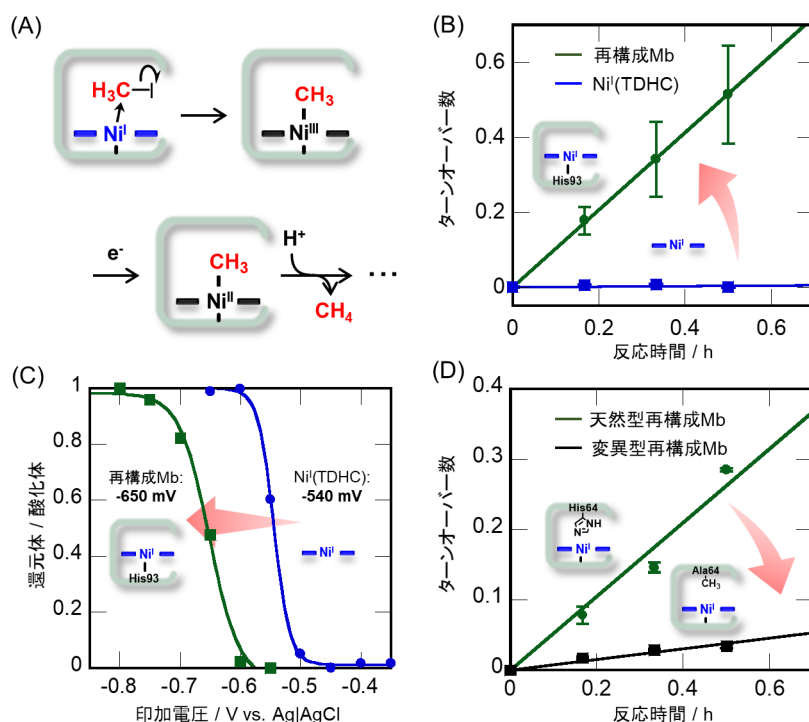 (A)
H₃C–I
Niᴵ
CH₃
Niᴵᴵᴵ
e⁻
CH₃
Niᴵᴵ
H⁺
CH₄
...
(B)
ターンオーバー数
0.6
0.4
0.2
0
再構成Mb
Niᴵ(TDHC)
Niᴵ
His93
Niᴵ
0
0.2
0.4
0.6
反応時間 / h
(C)
還元体 / 酸化体
1
0.8
0.6
0.4
0.2
0
再構成Mb:
-650 mV
Niᴵ(TDHC):
-540 mV
Niᴵ
His93
Niᴵ
-0.8
-0.7
-0.6
-0.5
-0.4
印加電圧 / V vs. Ag|AgCl
(D)
ターンオーバー数
0.4
0.3
0.2
0.1
0.0
天然型再構成Mb
変異型再構成Mb
His64
NH
N
Niᴵ
Ala64
CH₃
Niᴵ
0
0.2
0.4
0.6
反応時間 / h